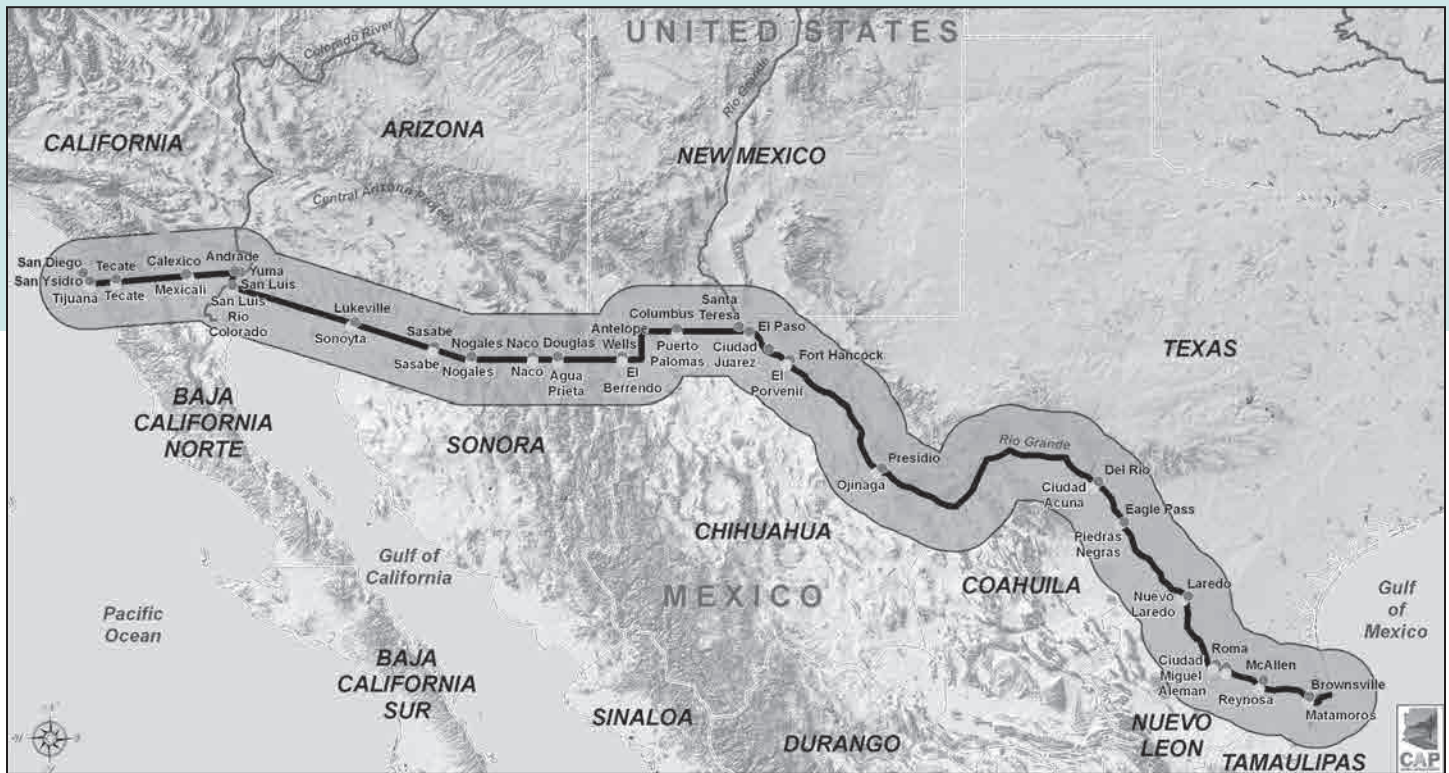 UNITED STATES
Colorado River
Rio Grande
CALIFORNIA
ARIZONA
NEW MEXICO
Central Arizona Project
TEXAS
San Diego
San Ysidro
Tijuana
Tecate
Tecate
Calexico
Mexicali
Andrade
Yuma
San Luis
San Luis
Rio
Colorado
Lukeville
Sonoyta
Sasabe
Sasabe
Nogales
Nogales
Naco
Naco
Douglas
Agua
Prieta
Antelope
Wells
El
Berrendo
Columbus
Puerto
Palomas
Santa
Teresa
El Paso
Ciudad
Juarez
Fort Hancock
El
Porvenil
Presidio
Ojinaga
Rio Grande
Del Rio
Ciudad
Acuna
Eagle Pass
Piedras
Negras
Laredo
Nuevo
Laredo
Roma
Ciudad
Miguel
Aleman
McAllen
Reynosa
Brownsville
Matamoros
BAJA
CALIFORNIA
NORTE
SONORA
CHIHUAHUA
COAHUILA
MEXICO
Gulf of
California
Pacific
Ocean
Gulf
of
Mexico
BAJA
CALIFORNIA
SUR
SINALOA
DURANGO
NUEVO
LEON
TAMAULIPAS
CAP